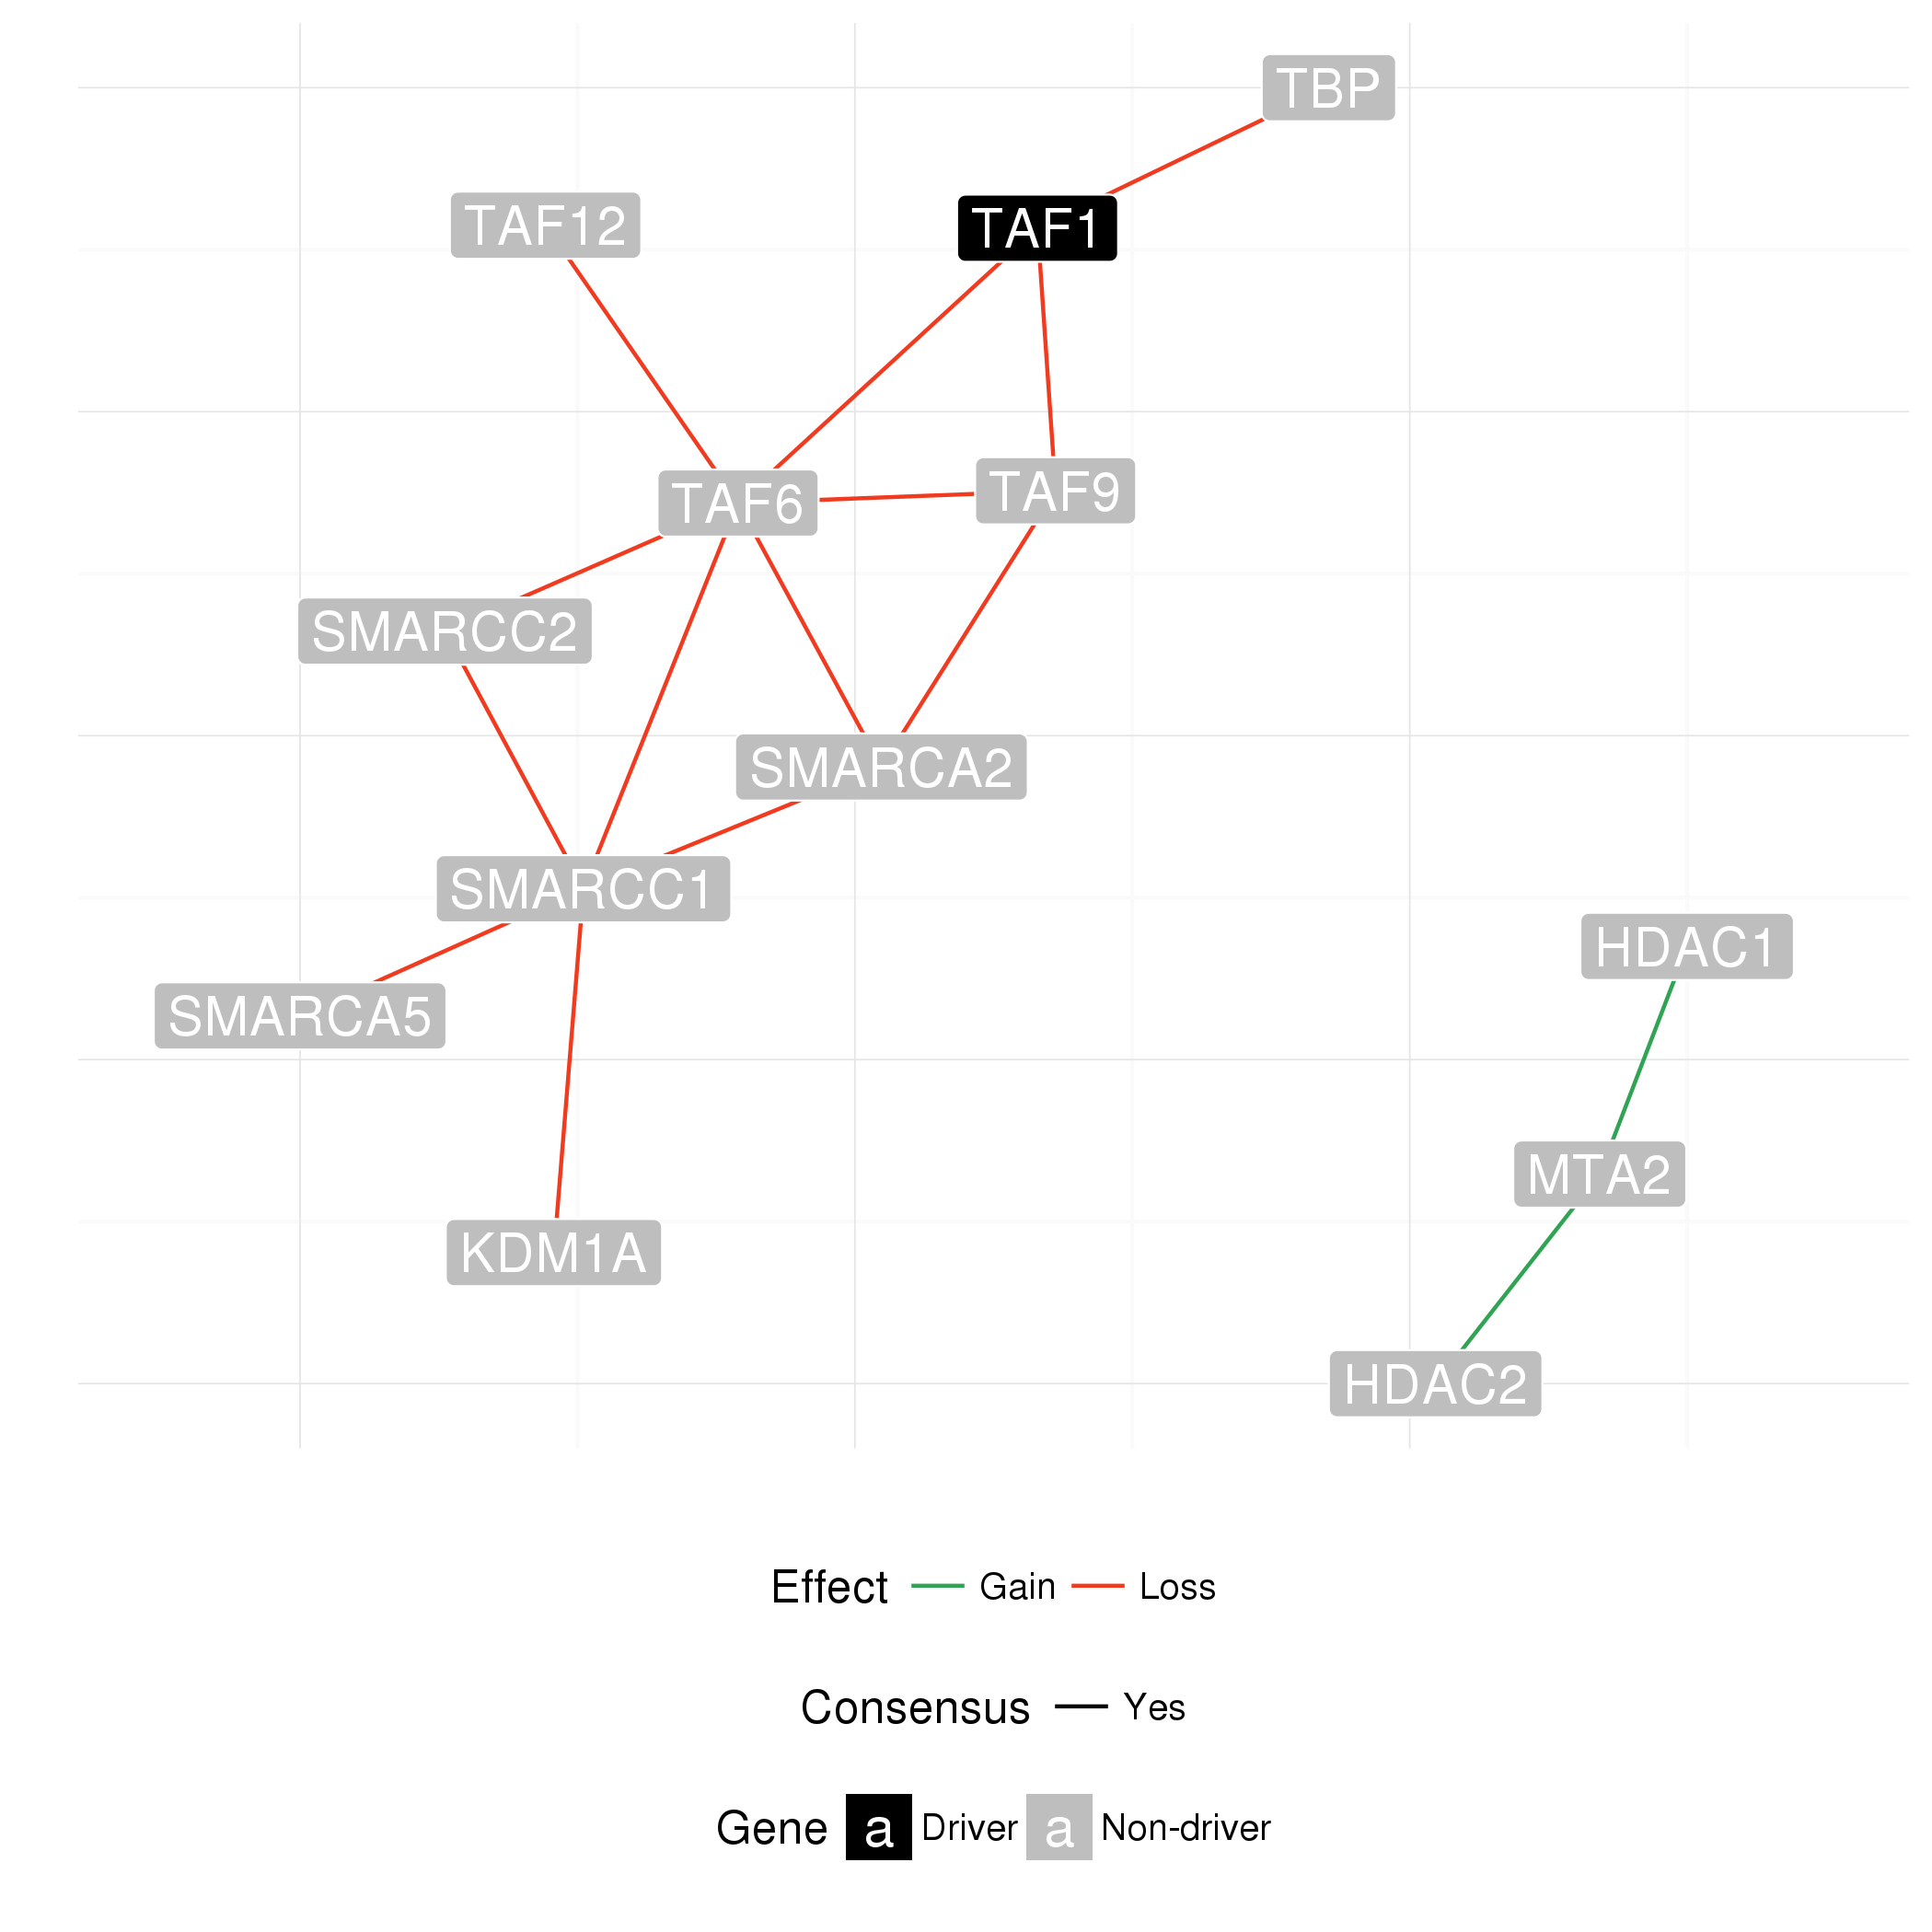 TBP
TAF12
TAF1
TAF6
TAF9
SMARCC2
SMARCA2
SMARCC1
HDAC1
SMARCA5
MTA2
KDM1A
HDAC2
Effect Gain Loss
Consensus Yes
Gene a Driver a Non-driver